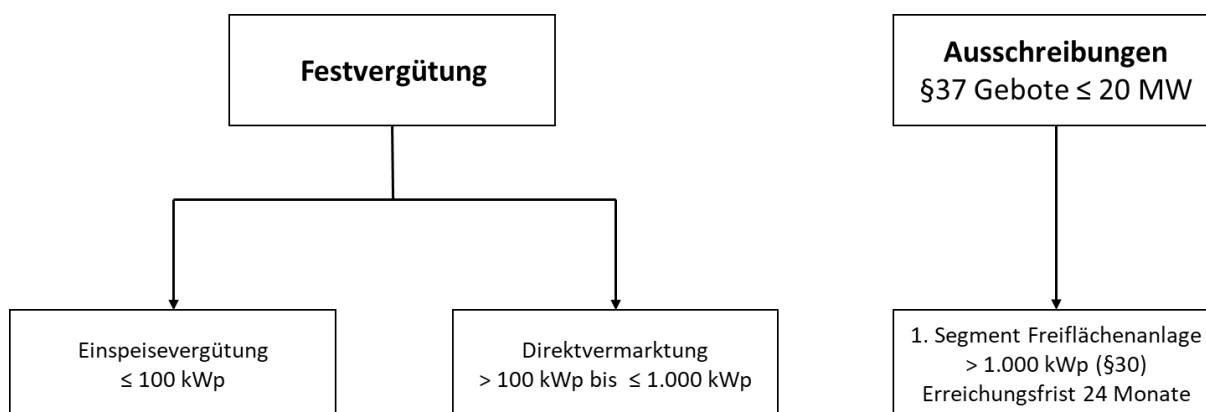 Festvergütung
Ausschreibungen
§37 Gebote ≤ 20 MW
Einspeisevergütung
≤ 100 kWp
Direktvermarktung
> 100 kWp bis ≤ 1.000 kWp
1. Segment Freiflächenanlage
> 1.000 kWp (§30)
Erreichungsfrist 24 Monate